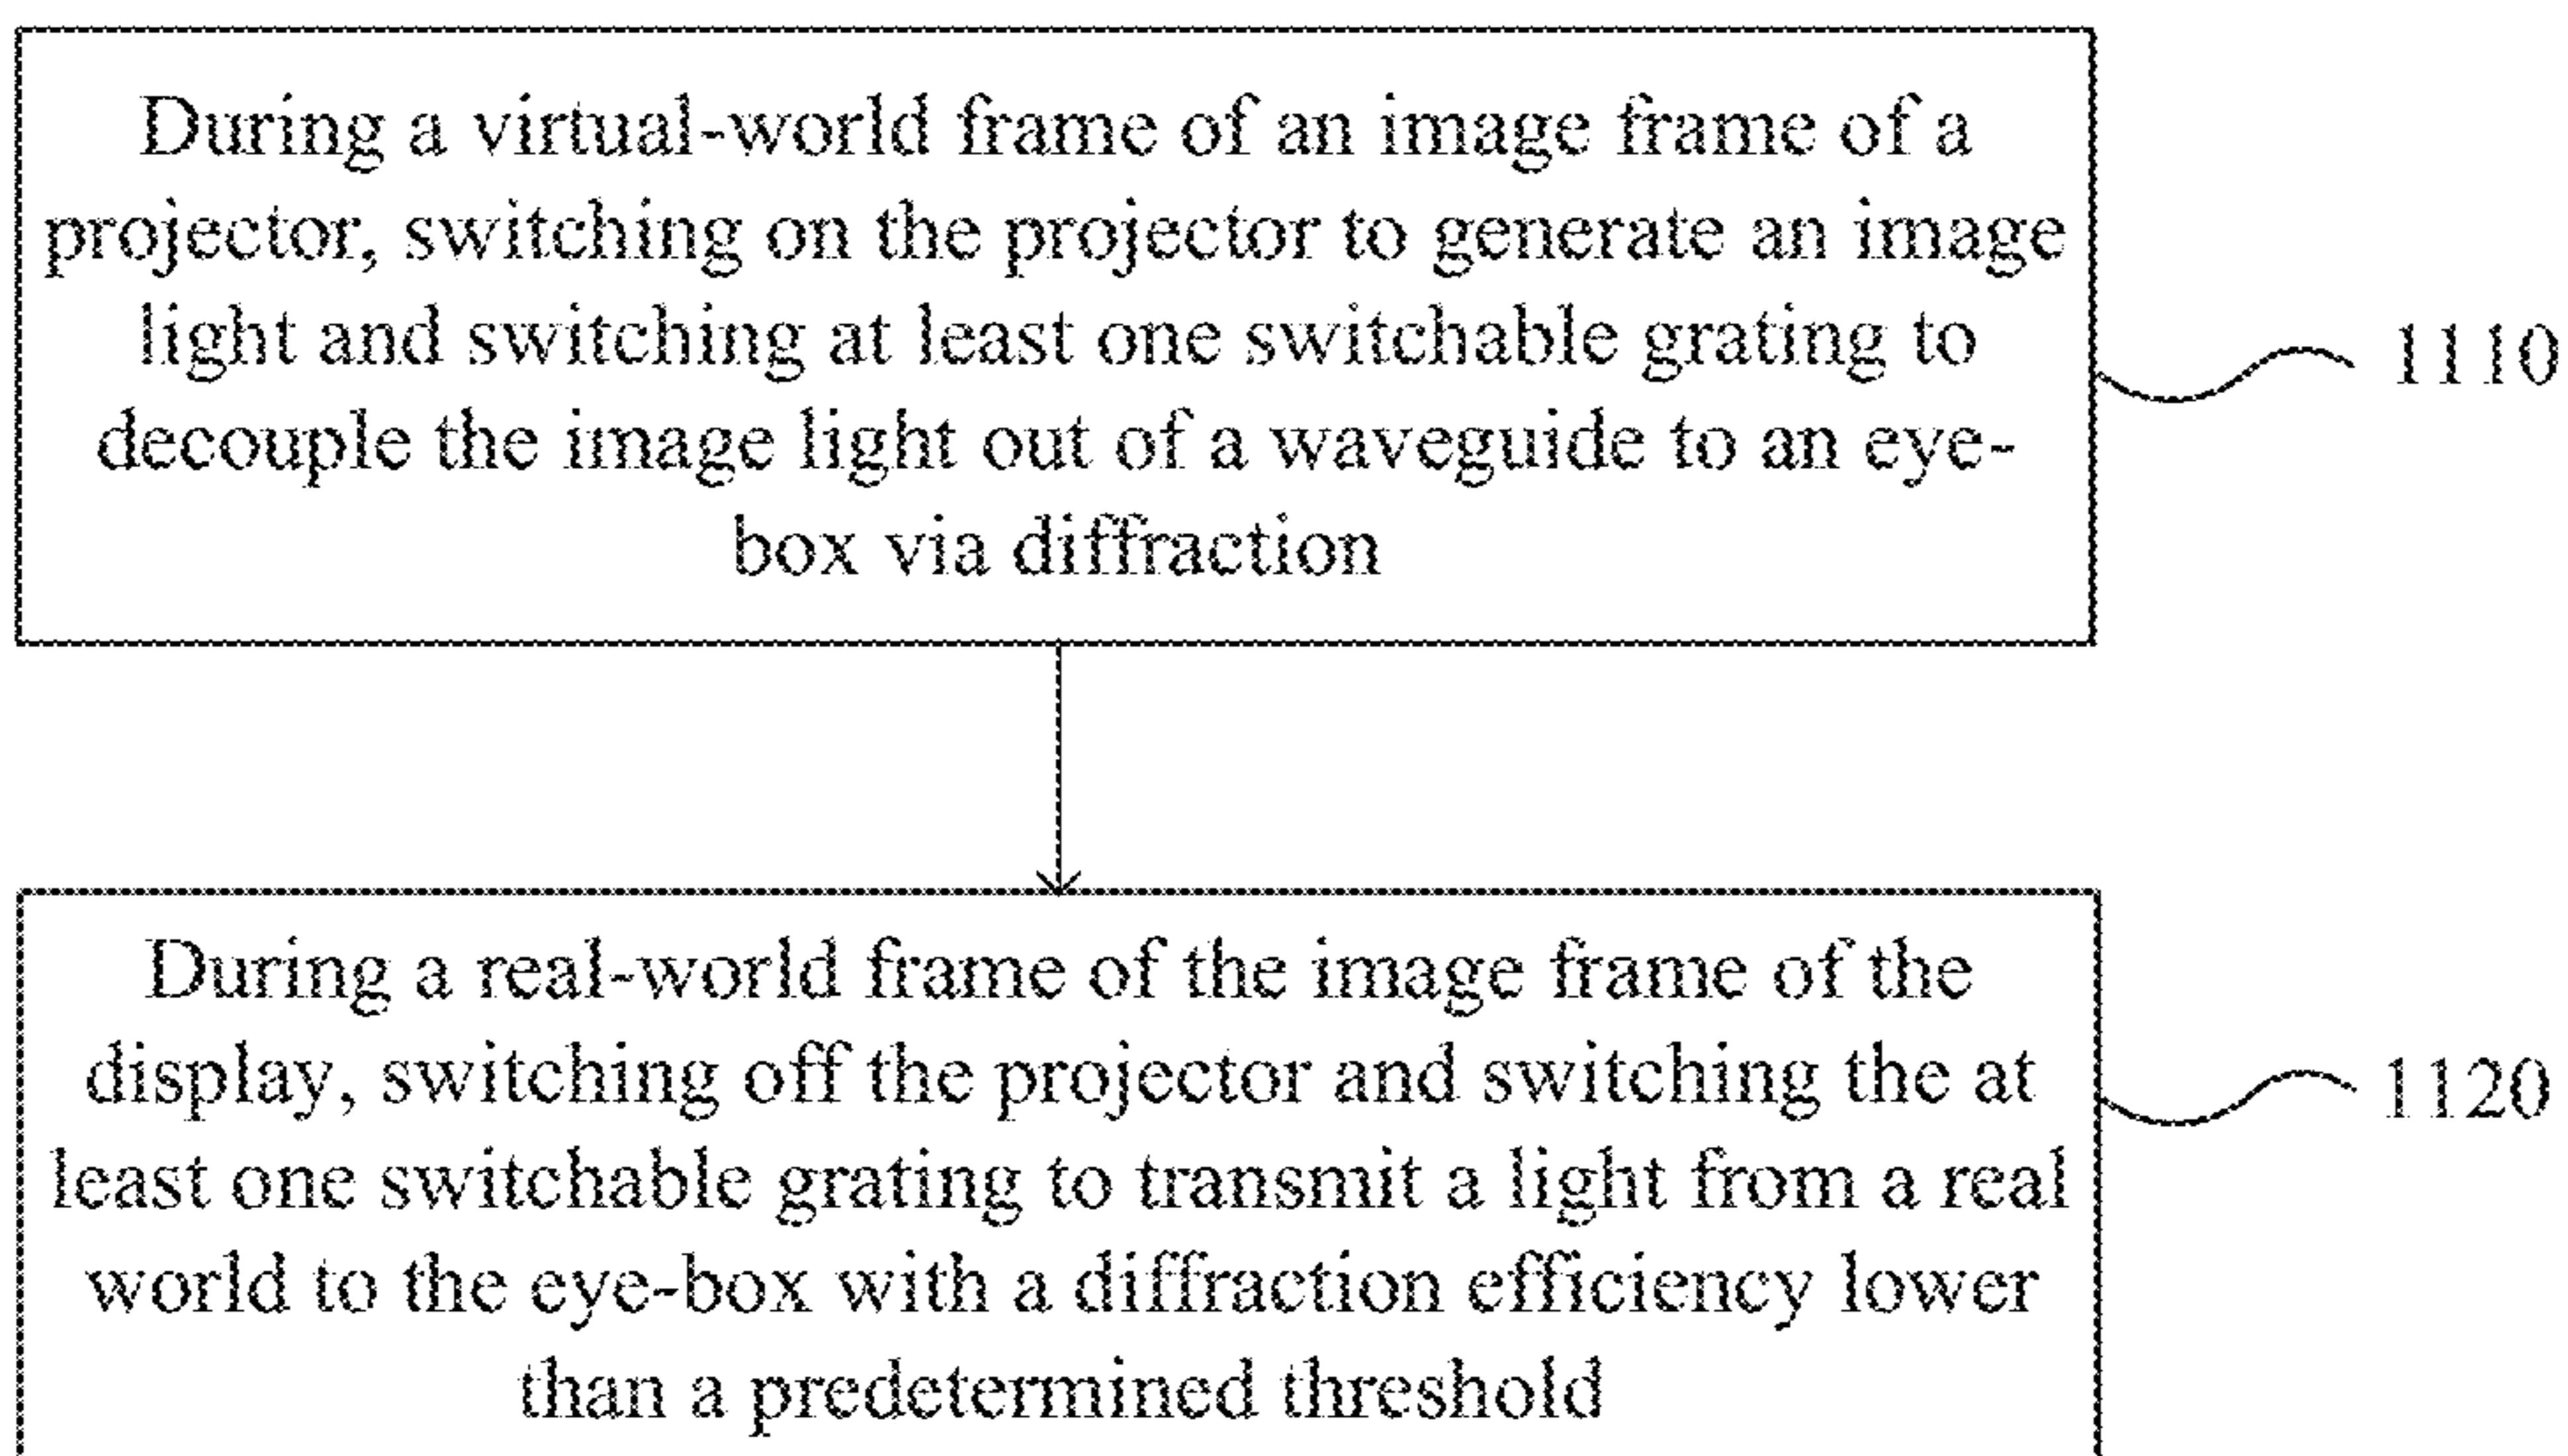 During a virtual-world frame of an image frame of a
projector, switching on the projector to generate an image
light and switching at least one switchable grating to
decouple the image light out of a waveguide to an eye-
box via diffraction
1110
During a real-world frame of the image frame of the
display, switching off the projector and switching the at
least one switchable grating to transmit a light from a real
world to the eye-box with a diffraction efficiency lower
than a predetermined threshold
1120